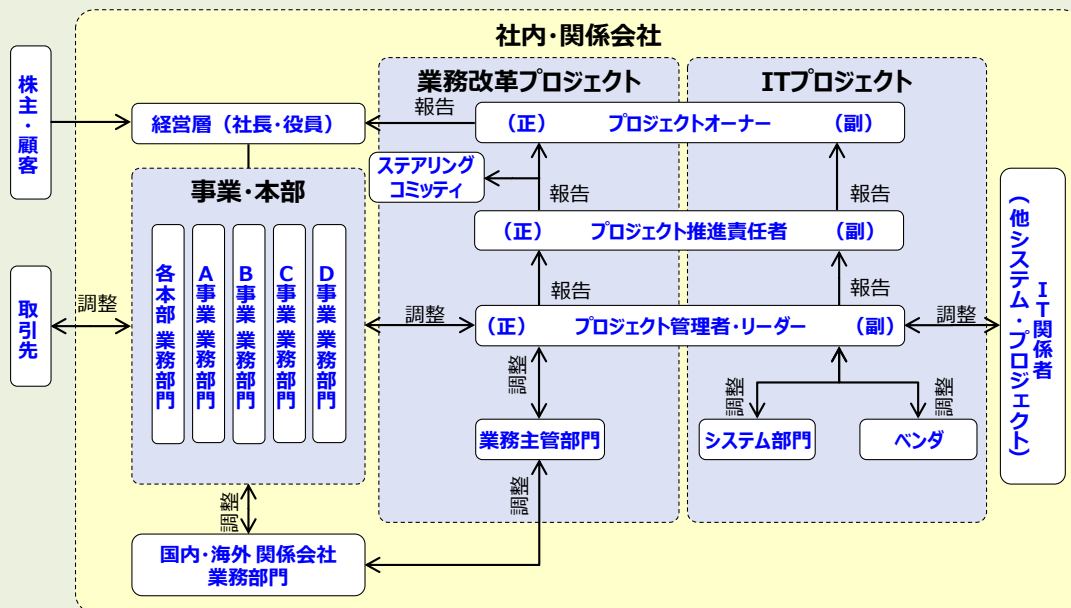 社内・関係会社
株主・顧客
取引先
調整
経営層（社長・役員）
報告
事業・本部
各本部 業務部門
A事業 業務部門
B事業 業務部門
C事業 業務部門
D事業 業務部門
調整
国内・海外 関係会社
業務部門
業務改革プロジェクト
ITプロジェクト
（正） プロジェクトオーナー （副）
ステアリング
コミッティ
報告
報告
（正） プロジェクト推進責任者 （副）
報告
報告
調整
（正） プロジェクト管理者・リーダー （副）
調整
調整
調整
調整
業務主管部門
システム部門
ベンダ
調整
IT関係者
（他システム・プロジェクト）